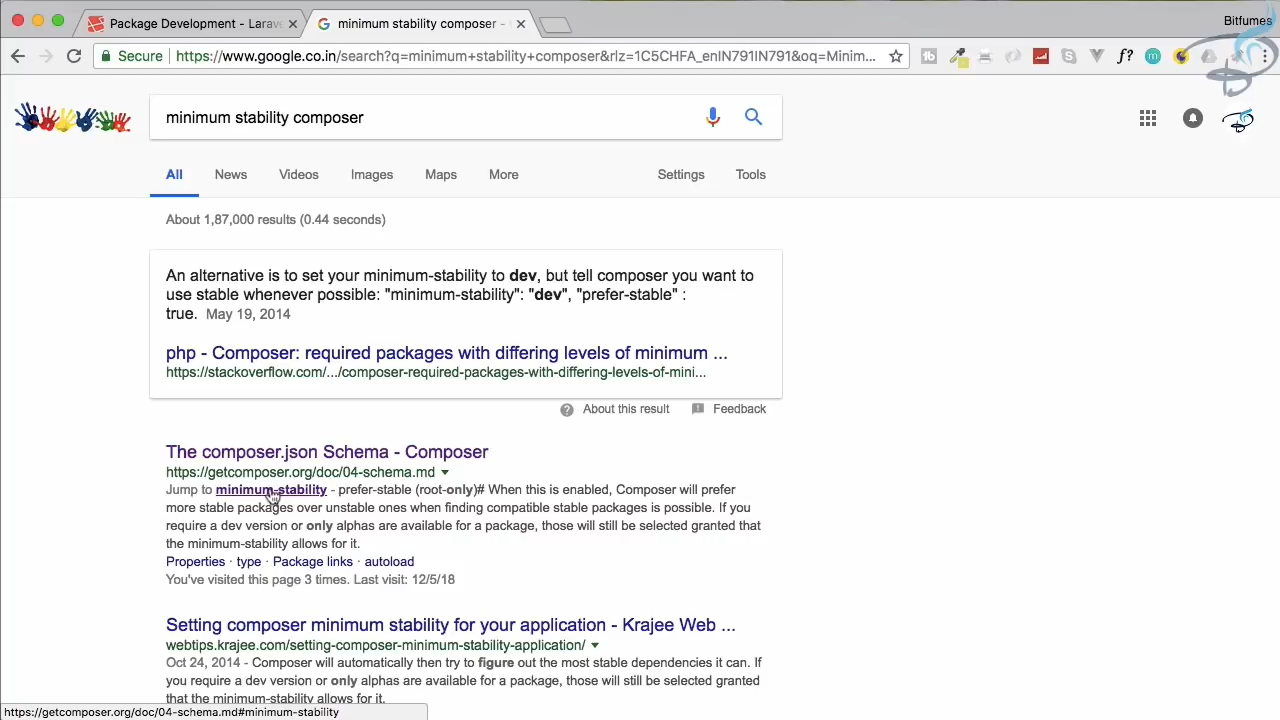 Package Development - Larave
minimum stability composer -
Bitfumes
Secure
https://www.google.co.in/search?q=minimum+stability+composer&rlz=1C5CHFA_enIN791IN791&oq=Minim...
f?
minimum stability composer
All
News
Videos
Images
Maps
More
Settings
Tools
About 1,87,000 results (0.44 seconds)
An alternative is to set your minimum-stability to dev, but tell composer you want to
use stable whenever possible: "minimum-stability": "dev", "prefer-stable" :
true. May 19, 2014
php - Composer: required packages with differing levels of minimum ...
https://stackoverflow.com/.../composer-required-packages-with-differing-levels-of-mini...
About this result
Feedback
The composer.json Schema - Composer
https://getcomposer.org/doc/04-schema.md
Jump to minimum-stability - prefer-stable (root-only)# When this is enabled, Composer will prefer
more stable packages over unstable ones when finding compatible stable packages is possible. If you
require a dev version or only alphas are available for a package, those will still be selected granted that
the minimum-stability allows for it.
Properties · type · Package links · autoload
You've visited this page 3 times. Last visit: 12/5/18
Setting composer minimum stability for your application - Krajee Web ...
webtips.krajee.com/setting-composer-minimum-stability-application/
Oct 24, 2014 - Composer will automatically then try to figure out the most stable dependencies it can. If
you require a dev version or only alphas are available for a package, those will still be selected granted
that the minimum-stability allows for it.
https://getcomposer.org/doc/04-schema.md#minimum-stability